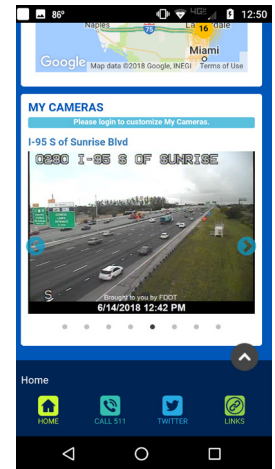 86°
4G
12:50
Naples
75
16
Miami
Google
Map data ©2018 Google, INEGI
Terms of Use
MY CAMERAS
Please login to customize My Cameras.
I-95 S of Sunrise Blvd
0290 I-95 S OF SUNRISE
S
Brought to you by FDOT
6/14/2018 12:42 PM
Home
HOME
CALL 511
TWITTER
LINKS